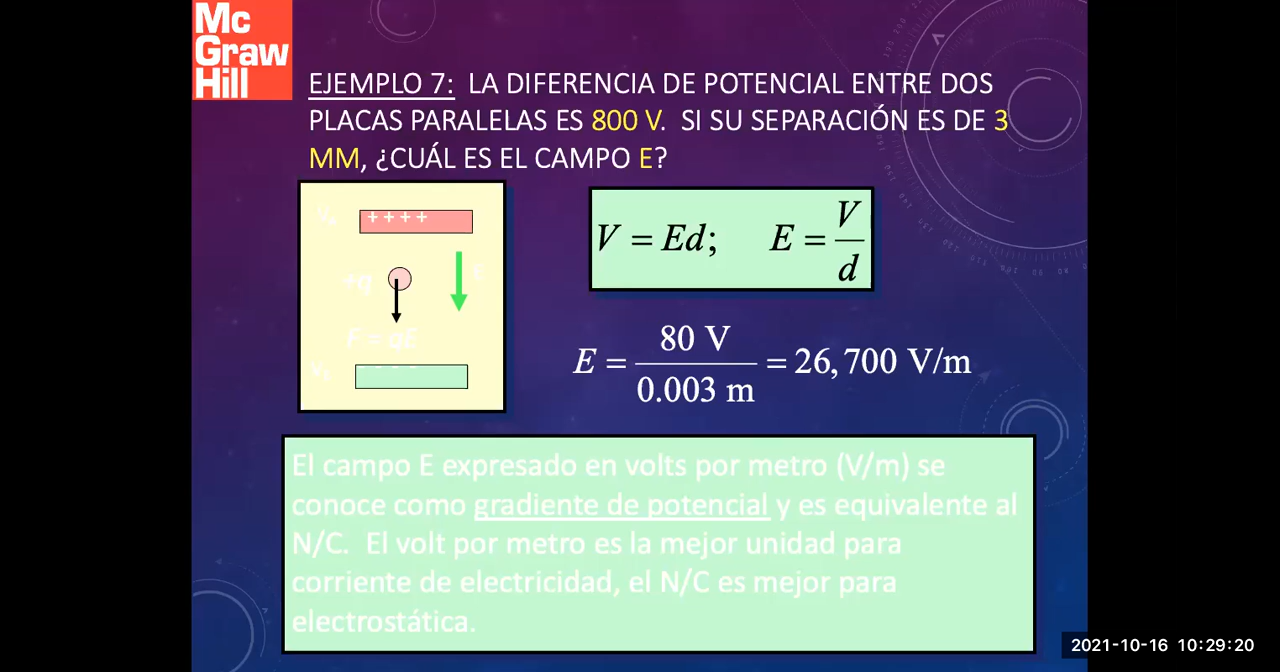 Mc
Graw
Hill
EJEMPLO 7: LA DIFERENCIA DE POTENCIAL ENTRE DOS
PLACAS PARALELAS ES 800 V. SI SU SEPARACIÓN ES DE 3
MM, ¿CUÁL ES EL CAMPO E?
+ + + +
+q
E
F = qE
- - - -
V = Ed; E = V/d
E = 80 V / 0.003 m = 26,700 V/m
El campo E expresado en volts por metro (V/m) se
conoce como gradiente de potencial y es equivalente al
N/C. El volt por metro es la mejor unidad para
corriente de electricidad, el N/C es mejor para
electrostática.
2021-10-16 10:29:20